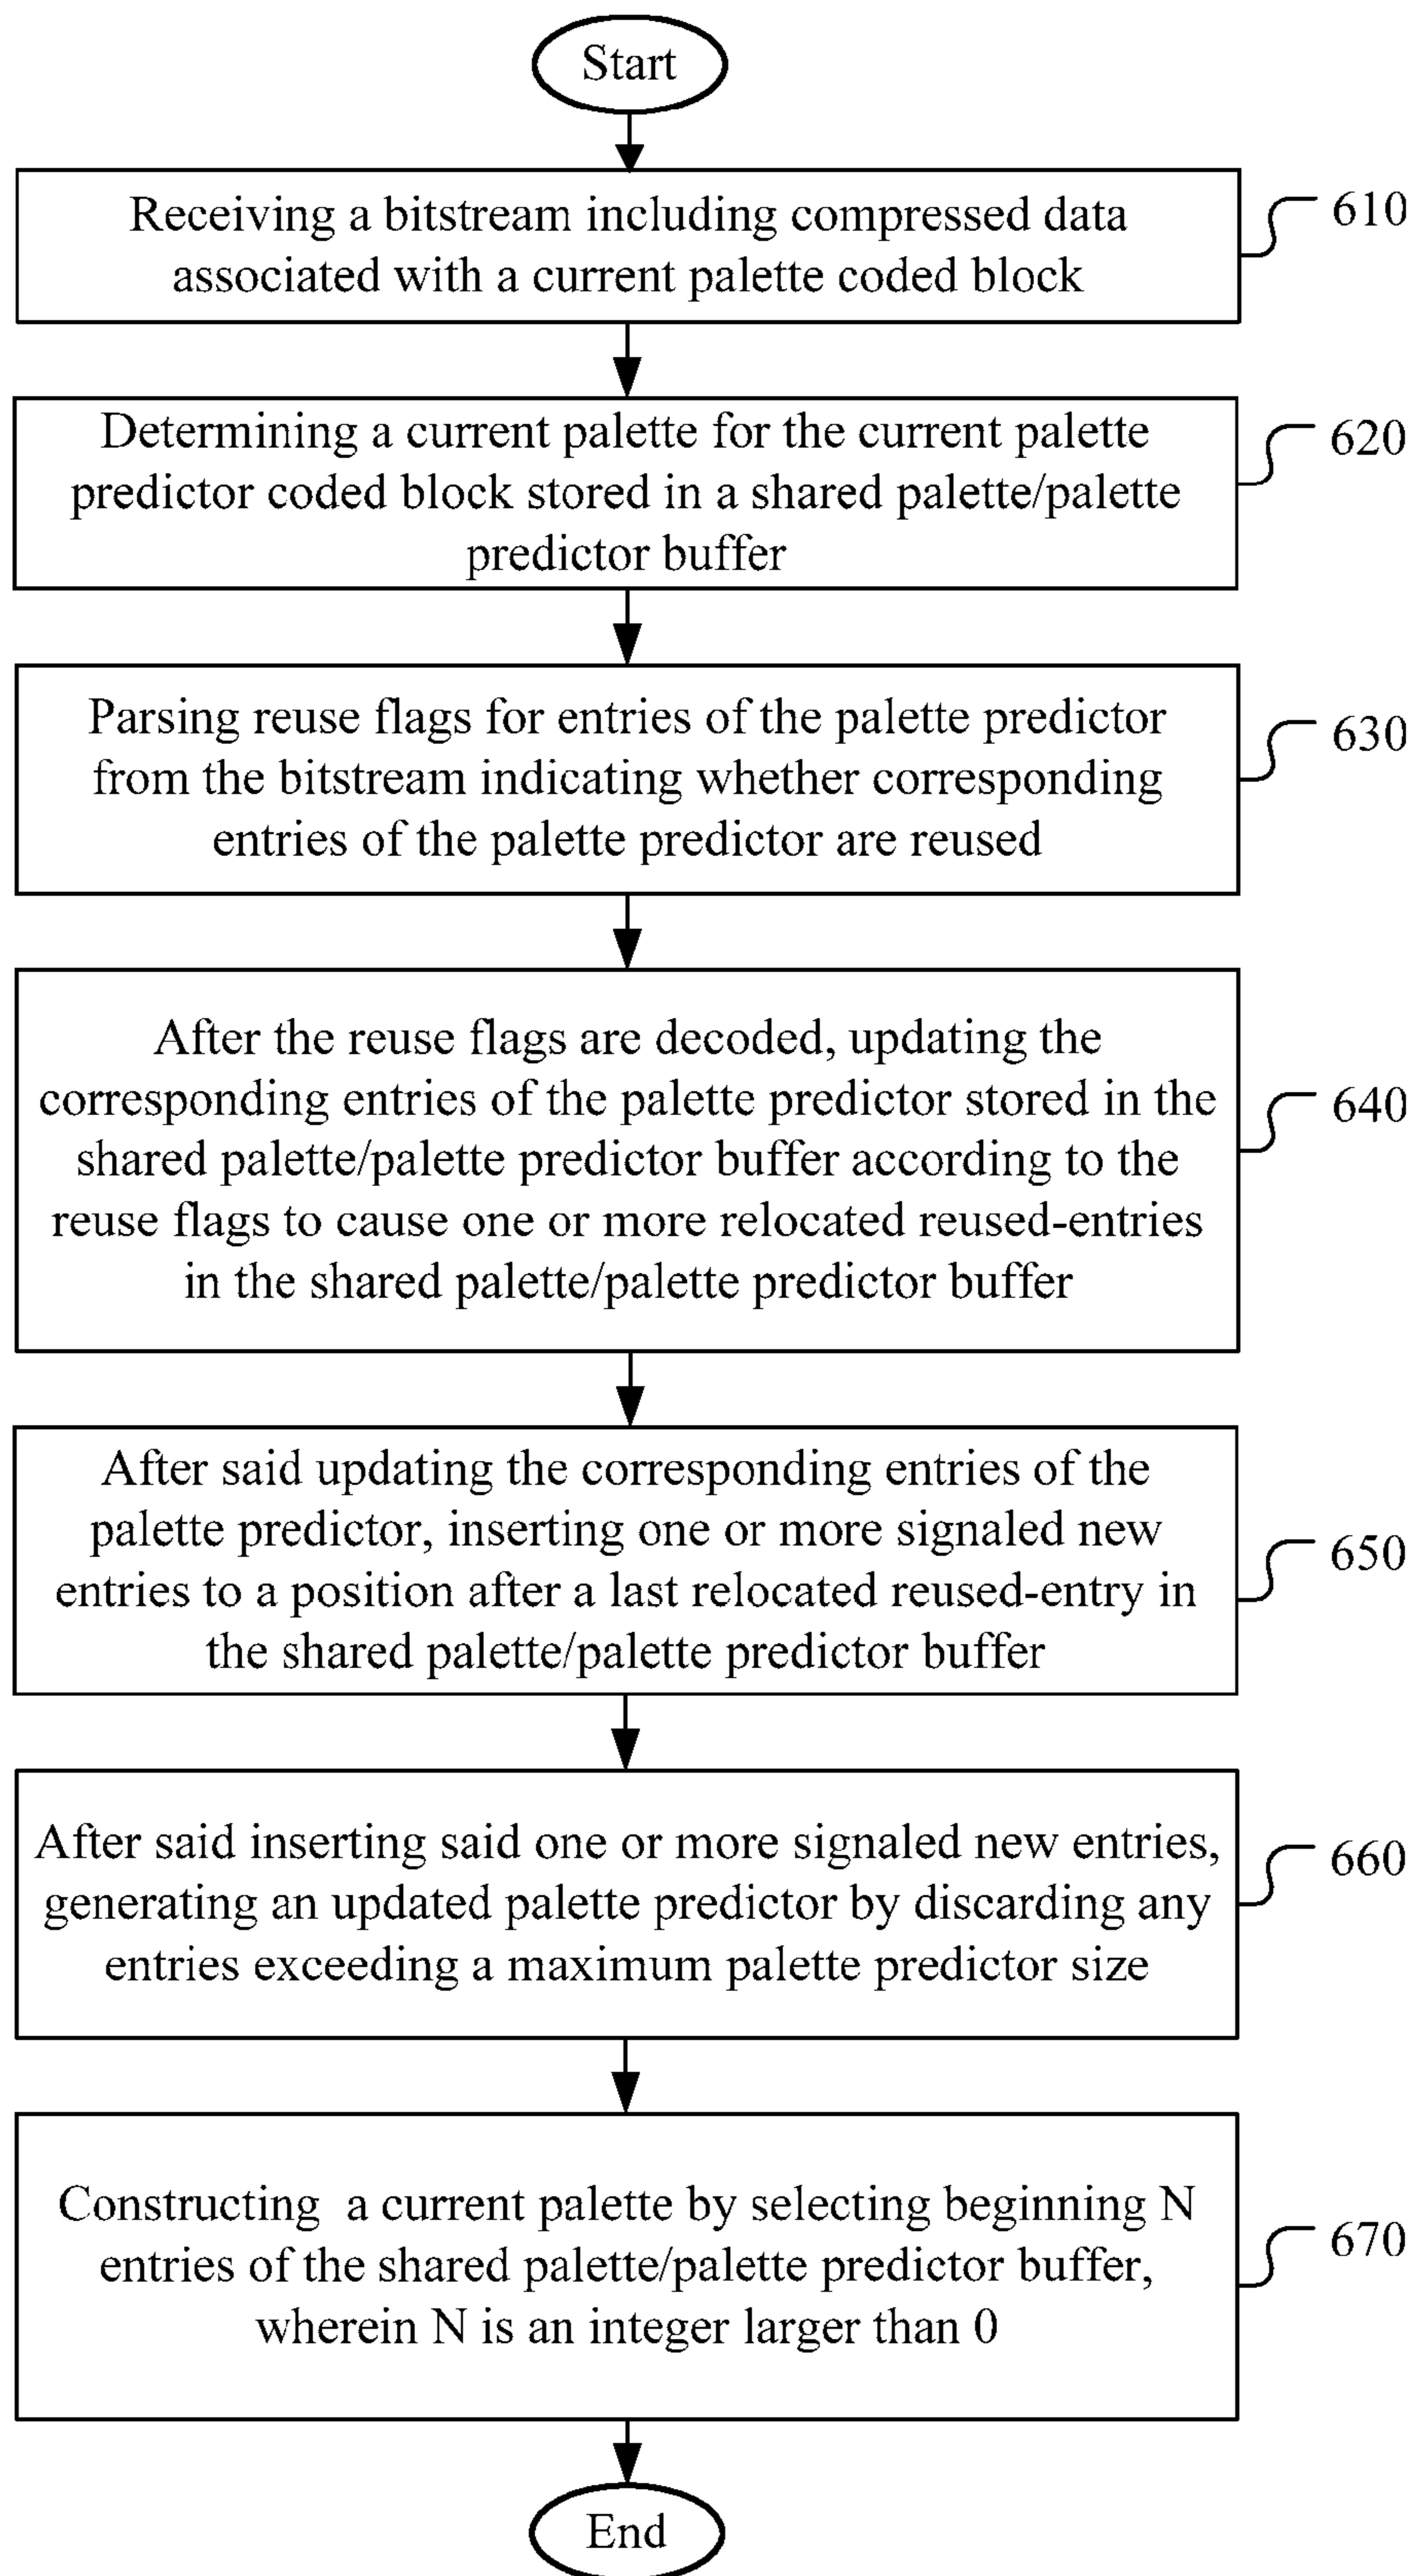 Start
Receiving a bitstream including compressed data
associated with a current palette coded block
610
Determining a current palette for the current palette
predictor coded block stored in a shared palette/palette
predictor buffer
620
Parsing reuse flags for entries of the palette predictor
from the bitstream indicating whether corresponding
entries of the palette predictor are reused
630
After the reuse flags are decoded, updating the
corresponding entries of the palette predictor stored in the
shared palette/palette predictor buffer according to the
reuse flags to cause one or more relocated reused-entries
in the shared palette/palette predictor buffer
640
After said updating the corresponding entries of the
palette predictor, inserting one or more signaled new
entries to a position after a last relocated reused-entry in
the shared palette/palette predictor buffer
650
After said inserting said one or more signaled new entries,
generating an updated palette predictor by discarding any
entries exceeding a maximum palette predictor size
660
Constructing a current palette by selecting beginning N
entries of the shared palette/palette predictor buffer,
wherein N is an integer larger than 0
670
End